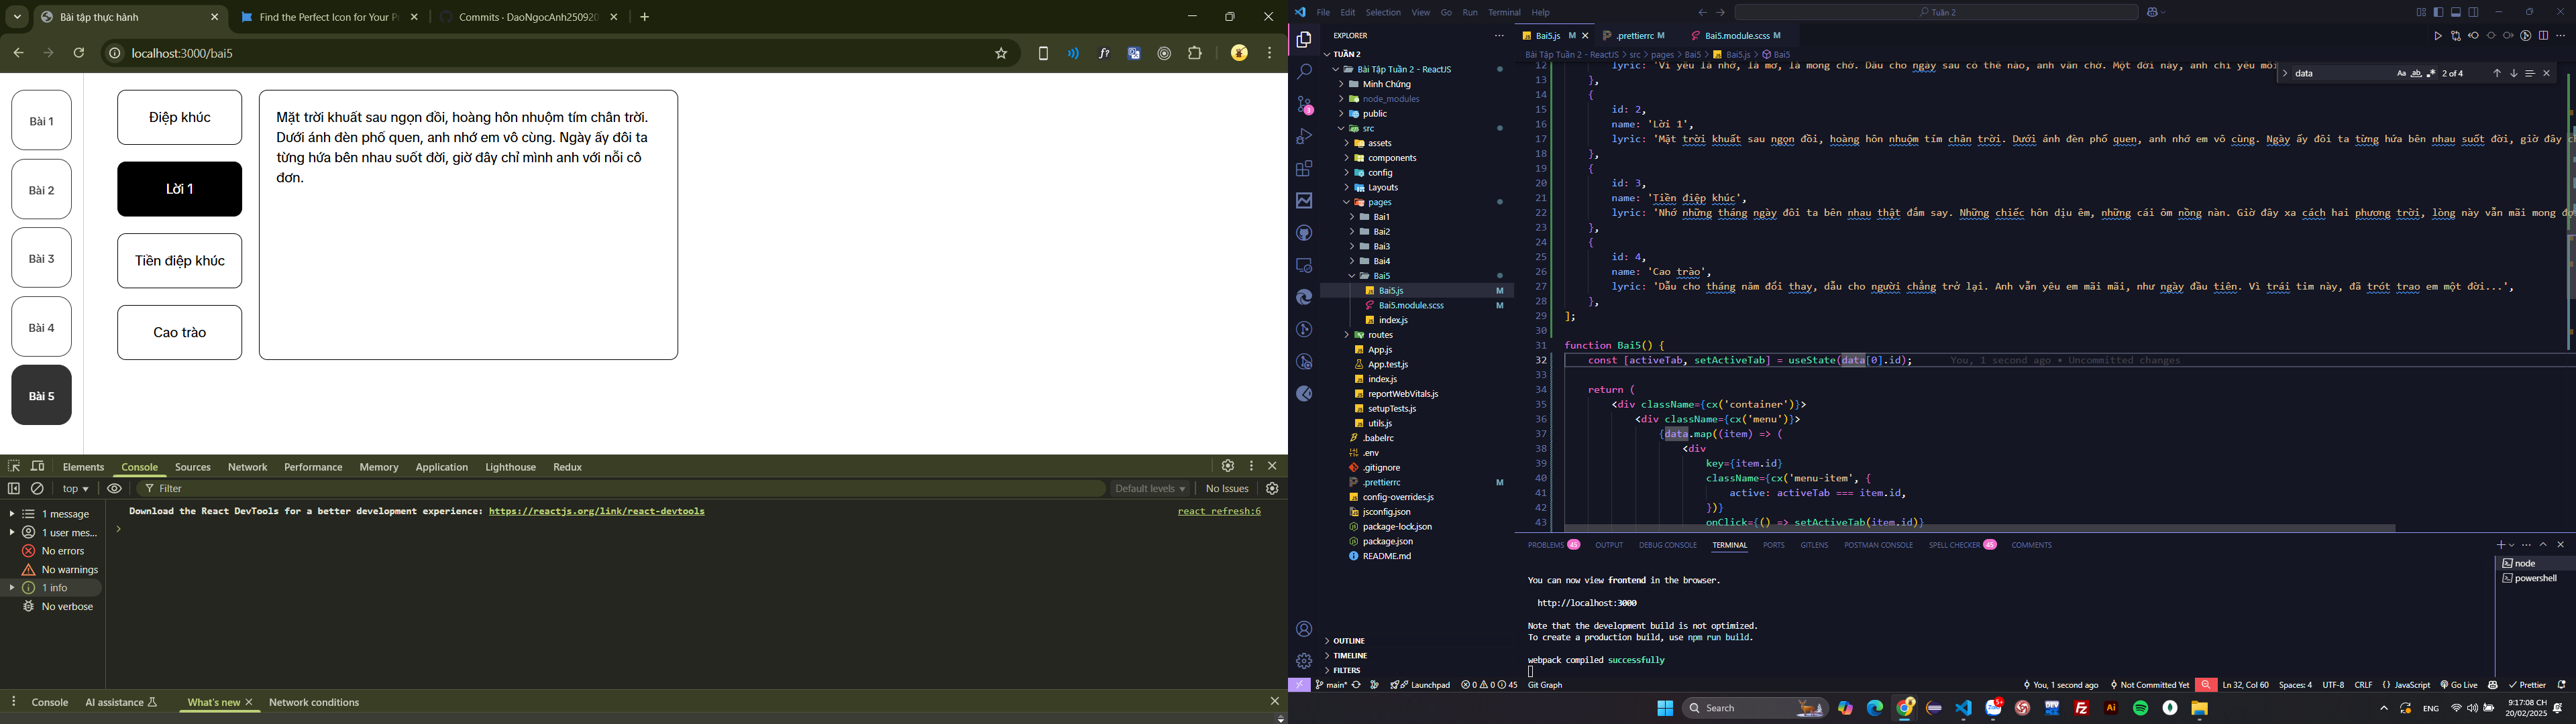 Bài tập thực hành
Find the Perfect Icon for Your Pr
Commits · DaoNgocAnh250920
localhost:3000/bai5
Bài 1
Bài 2
Bài 3
Bài 4
Bài 5
Điệp khúc
Lời 1
Tiền điệp khúc
Cao trào
Mặt trời khuất sau ngọn đồi, hoàng hôn nhuộm tím chân trời.
Dưới ánh đèn phố quen, anh nhớ em vô cùng. Ngày ấy đôi ta
từng hứa bên nhau suốt đời, giờ đây chỉ mình anh với nỗi cô
đơn.
Elements Console Sources Network Performance Memory Application Lighthouse Redux
top Filter Default levels No Issues
1 message
1 user mes...
No errors
No warnings
1 info
No verbose
Download the React DevTools for a better development experience: https://reactjs.org/link/react-devtools
react refresh:6
Console AI assistance What's new Network conditions
File Edit Selection View Go Run Terminal Help
Tuần 2
EXPLORER
TUẦN 2
Bài Tập Tuần 2 - ReactJS
Minh Chứng
node_modules
public
src
assets
components
config
Layouts
pages
Bai1
Bai2
Bai3
Bai4
Bai5
Bai5.js M
Bai5.module.scss M
index.js
routes
App.js
App.test.js
index.js
reportWebVitals.js
setupTests.js
utils.js
.babelrc
.env
.gitignore
.prettierrc M
config-overrides.js
jsconfig.json
package-lock.json
package.json
README.md
OUTLINE
TIMELINE
FILTERS
Bai5.js M
.prettierrc M
Bai5.module.scss M
Bài Tập Tuần 2 - ReactJS > src > pages > Bai5 > Bai5.js > Bai5
data Aa ab 2 of 4
12 lyric: 'Vì yêu là nhớ, là mơ, là mong chờ. Dẫu cho ngày sau có thế nào, anh vẫn chờ. Một đời này, anh chỉ yêu mỗi
13 },
14 {
15 id: 2,
16 name: 'Lời 1',
17 lyric: 'Mặt trời khuất sau ngọn đồi, hoàng hôn nhuộm tím chân trời. Dưới ánh đèn phố quen, anh nhớ em vô cùng. Ngày ấy đôi ta từng hứa bên nhau suốt đời, giờ đây ch
18 },
19 {
20 id: 3,
21 name: 'Tiền điệp khúc',
22 lyric: 'Nhớ những tháng ngày đôi ta bên nhau thật đắm say. Những chiếc hôn dịu êm, những cái ôm nồng nàn. Giờ đây xa cách hai phương trời, lòng này vẫn mãi mong đợ
23 },
24 {
25 id: 4,
26 name: 'Cao trào',
27 lyric: 'Dẫu cho tháng năm đổi thay, dẫu cho người chẳng trở lại. Anh vẫn yêu em mãi mãi, như ngày đầu tiên. Vì trái tim này, đã trót trao em một đời...',
28 },
29 ];
30
31 function Bai5() {
32 const [activeTab, setActiveTab] = useState(data[0].id); You, 1 second ago • Uncommitted changes
33
34 return (
35 <div className={cx('container')}>
36 <div className={cx('menu')}>
37 {data.map((item) => (
38 <div
39 key={item.id}
40 className={cx('menu-item', {
41 active: activeTab === item.id,
42 })}
43 onClick={() => setActiveTab(item.id)}
PROBLEMS 45 OUTPUT DEBUG CONSOLE TERMINAL PORTS GITLENS POSTMAN CONSOLE SPELL CHECKER 45 COMMENTS
You can now view frontend in the browser.
http://localhost:3000
Note that the development build is not optimized.
To create a production build, use npm run build.
webpack compiled successfully
node
powershell
main* Launchpad 0 0 45 Git Graph
You, 1 second ago Not Committed Yet Ln 32, Col 60 Spaces: 4 UTF-8 CRLF {} JavaScript Go Live Prettier
Search
ENG
9:17:08 CH
20/02/2025